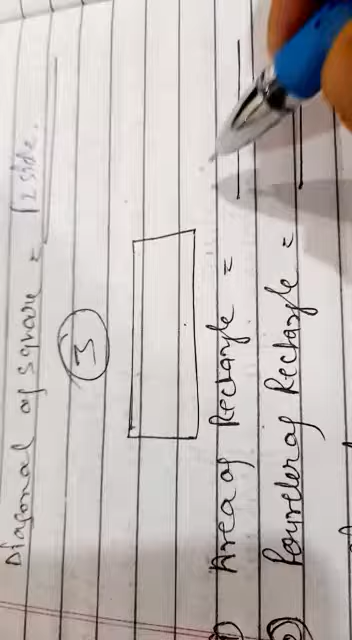 Diagonal of square = √2 side.
3
Area of Rectangle =
Perimeter of Rectangle =